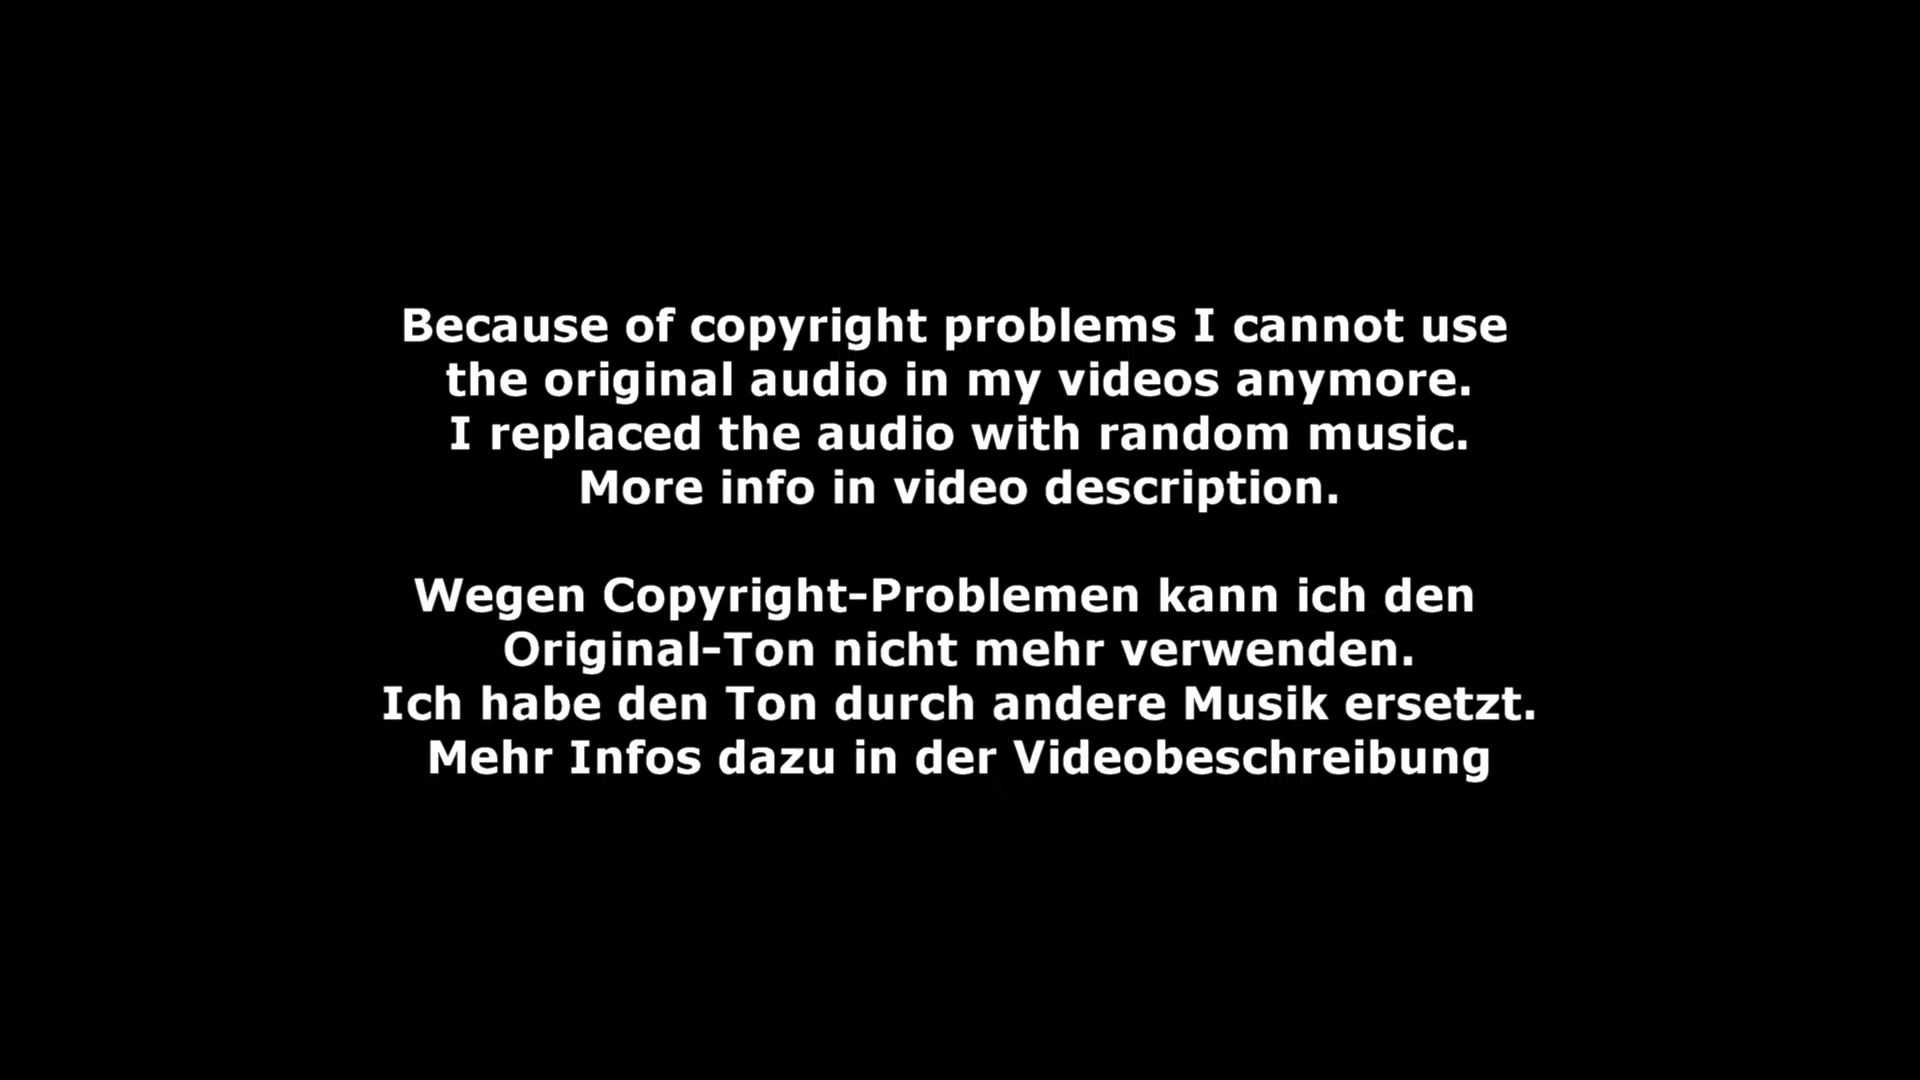 Because of copyright problems I cannot use
the original audio in my videos anymore.
I replaced the audio with random music.
More info in video description.
Wegen Copyright-Problemen kann ich den
Original-Ton nicht mehr verwenden.
Ich habe den Ton durch andere Musik ersetzt.
Mehr Infos dazu in der Videobeschreibung